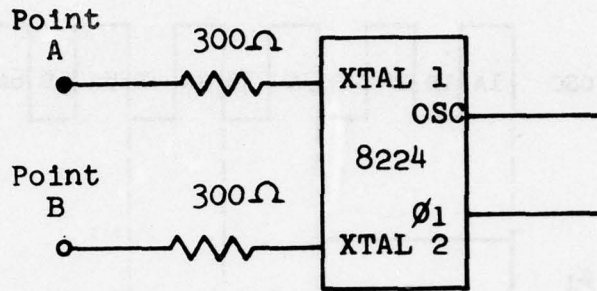 Point
A
300Ω
XTAL 1
OSC
8224
Point
B
300Ω
Ø1
XTAL 2